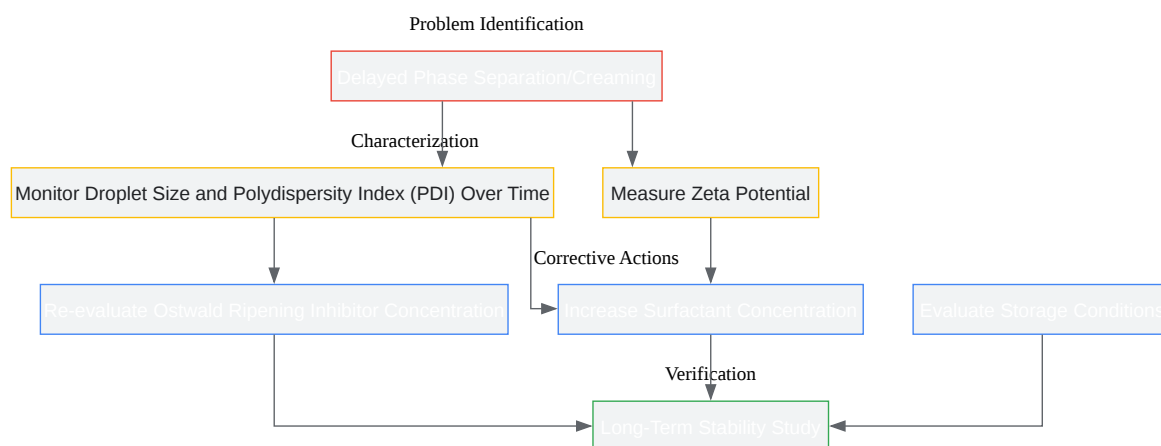 Problem Identification
Delayed Phase Separation/Creaming
Characterization
Monitor Droplet Size and Polydispersity Index (PDI) Over Time
Measure Zeta Potential
Corrective Actions
Re-evaluate Ostwald Ripening Inhibitor Concentration
Increase Surfactant Concentration
Evaluate Storage Conditions
Verification
Long-Term Stability Study